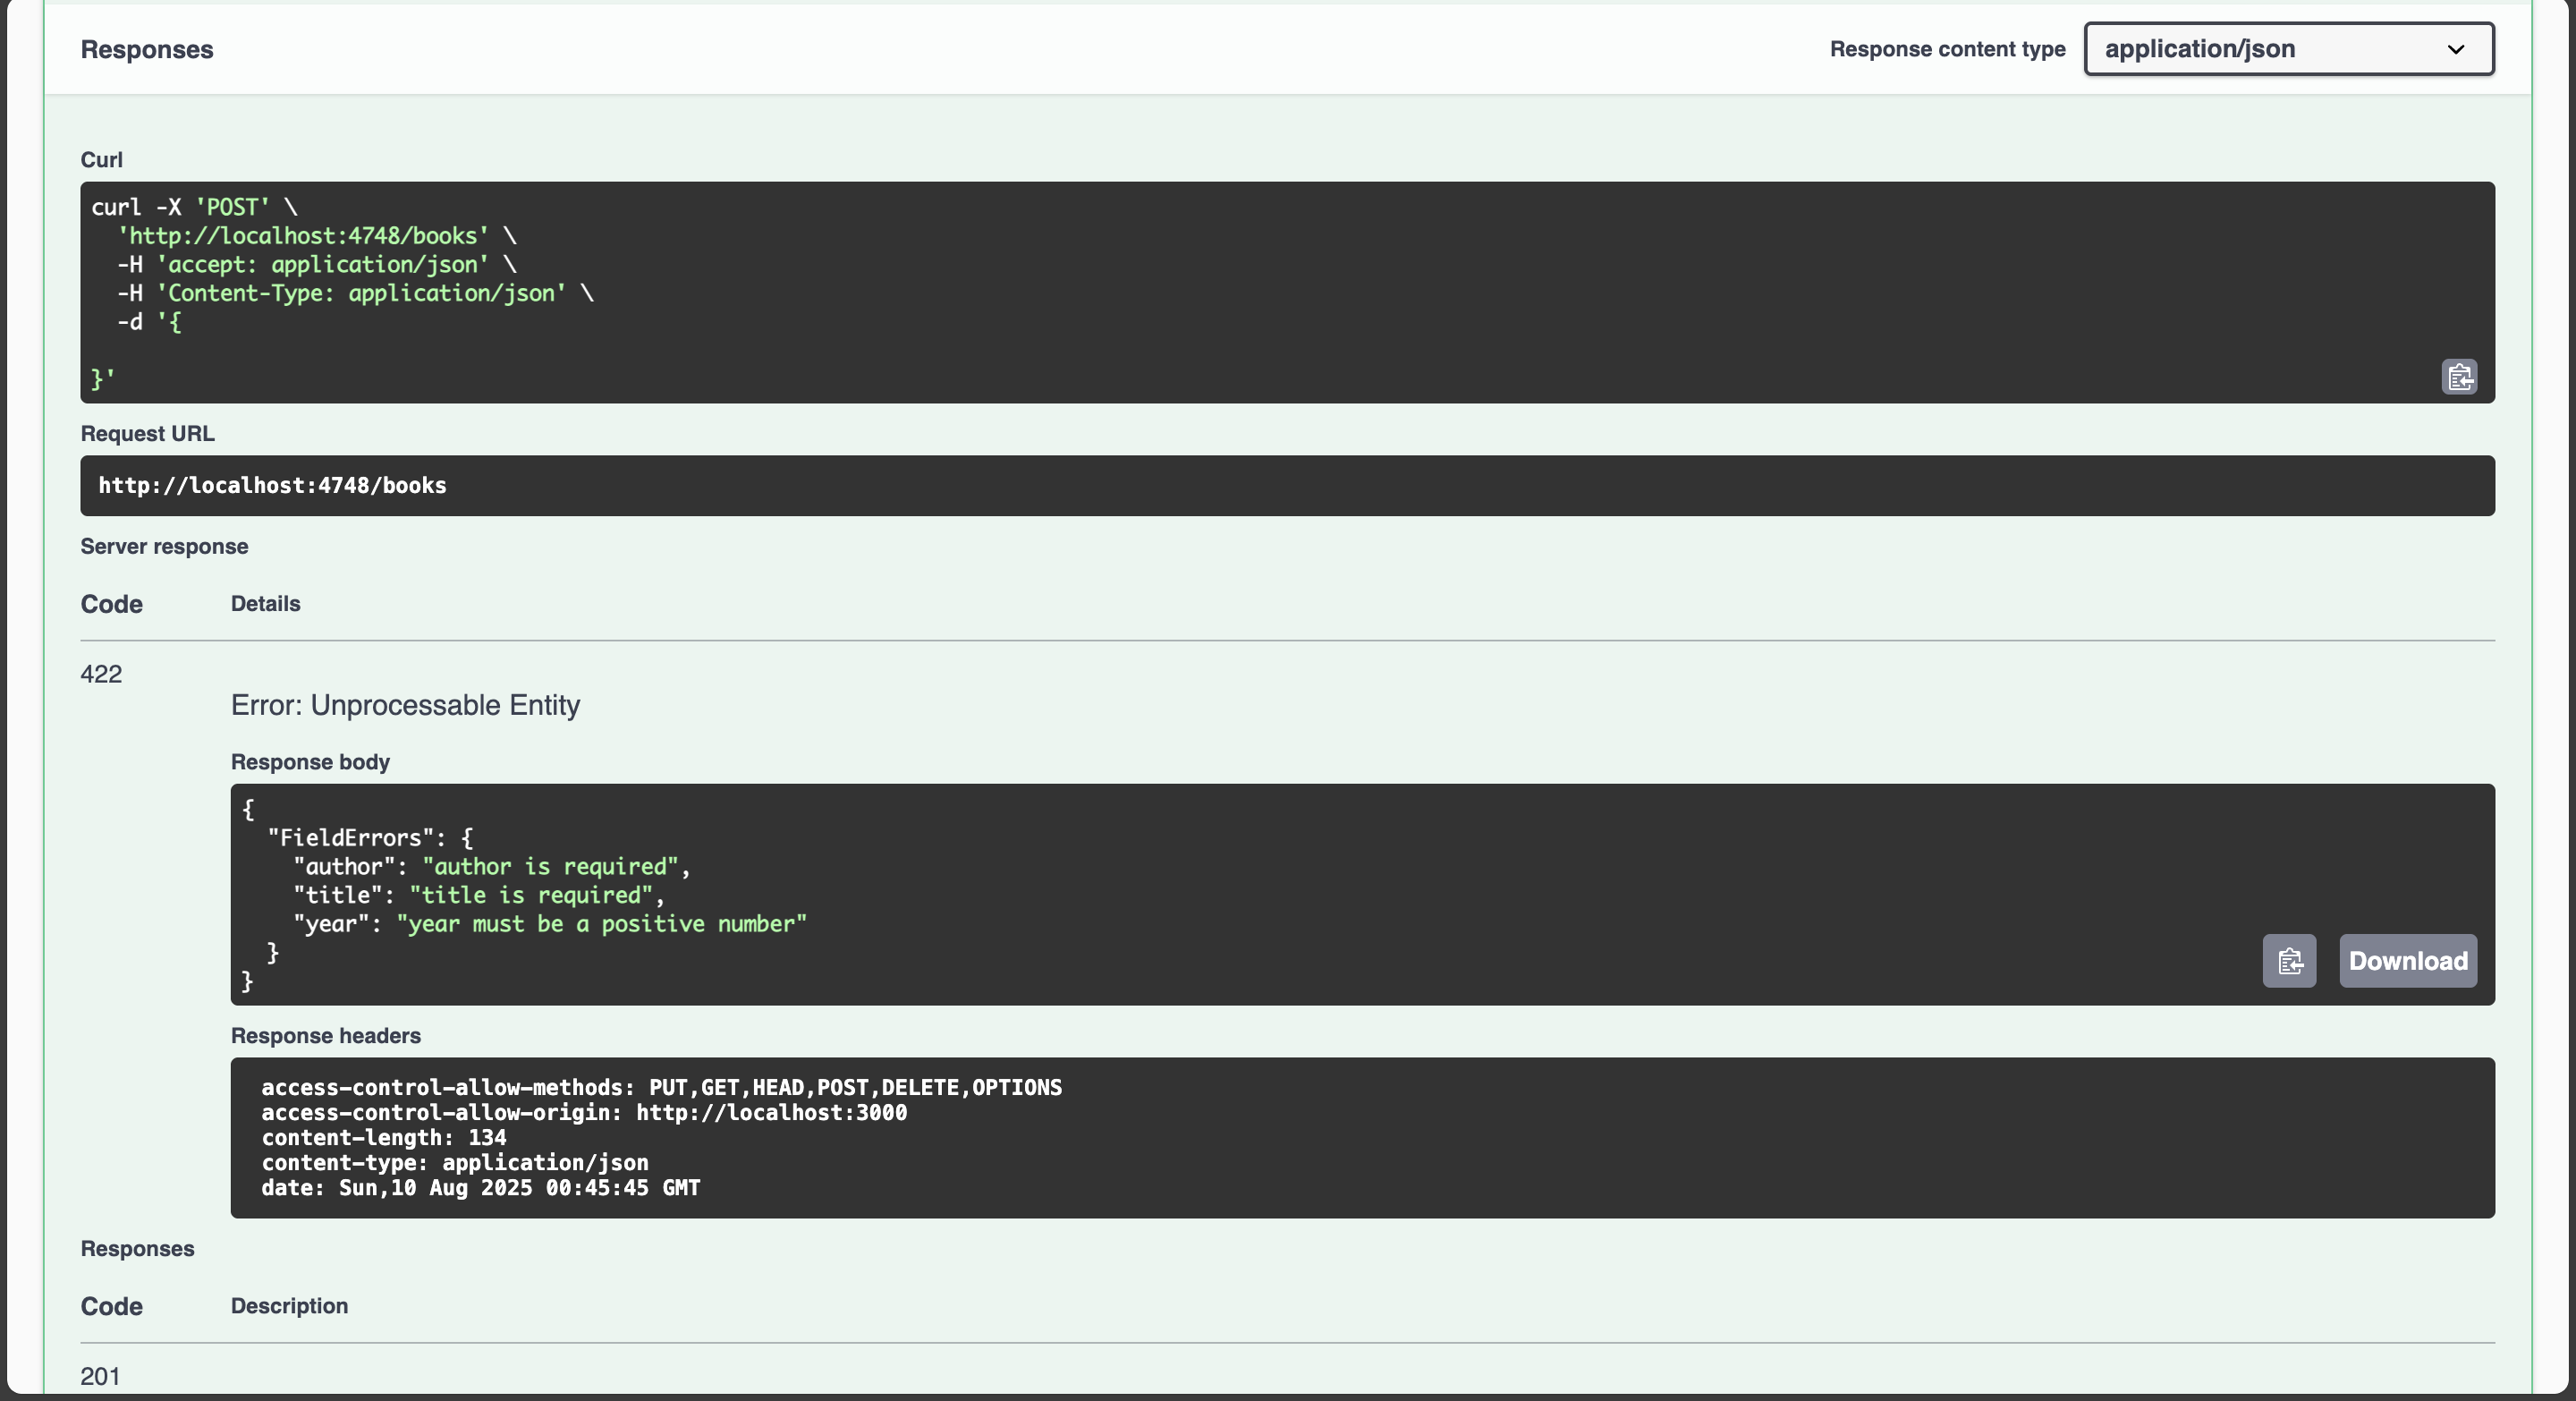 Responses
Response content type
application/json
Curl
curl -X 'POST' \
  'http://localhost:4748/books' \
  -H 'accept: application/json' \
  -H 'Content-Type: application/json' \
  -d '{

}'
Request URL
http://localhost:4748/books
Server response
Code Details
422
Error: Unprocessable Entity
Response body
{
  "FieldErrors": {
    "author": "author is required",
    "title": "title is required",
    "year": "year must be a positive number"
  }
}
Download
Response headers
access-control-allow-methods: PUT,GET,HEAD,POST,DELETE,OPTIONS
access-control-allow-origin: http://localhost:3000
content-length: 134
content-type: application/json
date: Sun,10 Aug 2025 00:45:45 GMT
Responses
Code Description
201